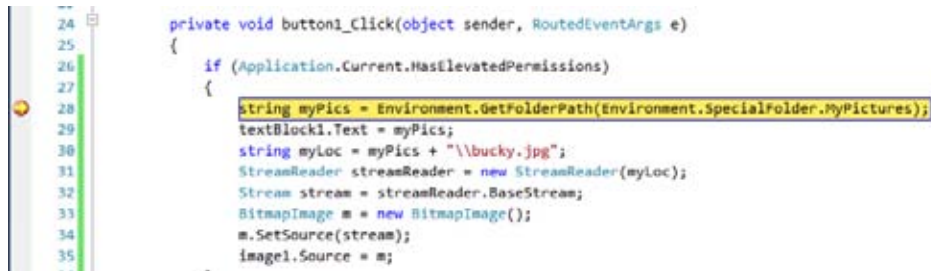 24 private void button1_Click(object sender, RoutedEventArgs e)
25 {
26 if (Application.Current.HasElevatedPermissions)
27 {
28 string myPics = Environment.GetFolderPath(Environment.SpecialFolder.MyPictures);
29 textBlock1.Text = myPics;
30 string myLoc = myPics + "\\bucky.jpg";
31 StreamReader streamReader = new StreamReader(myLoc);
32 Stream stream = streamReader.BaseStream;
33 BitmapImage m = new BitmapImage();
34 m.SetSource(stream);
35 image1.Source = m;